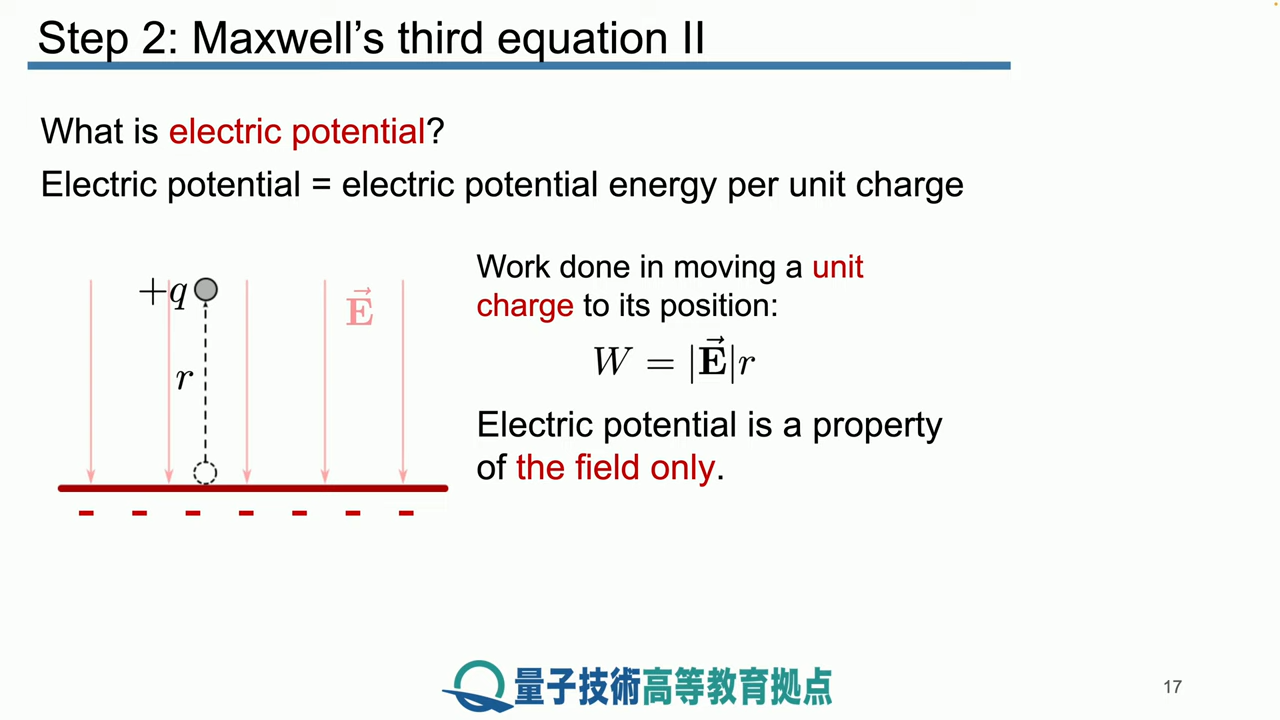 Step 2: Maxwell’s third equation II
What is electric potential?
Electric potential = electric potential energy per unit charge
+q
r
E⃗
- - - - - - -
Work done in moving a unit
charge to its position:
W = |E⃗|r
Electric potential is a property
of the field only.
量子技術高等教育拠点
17